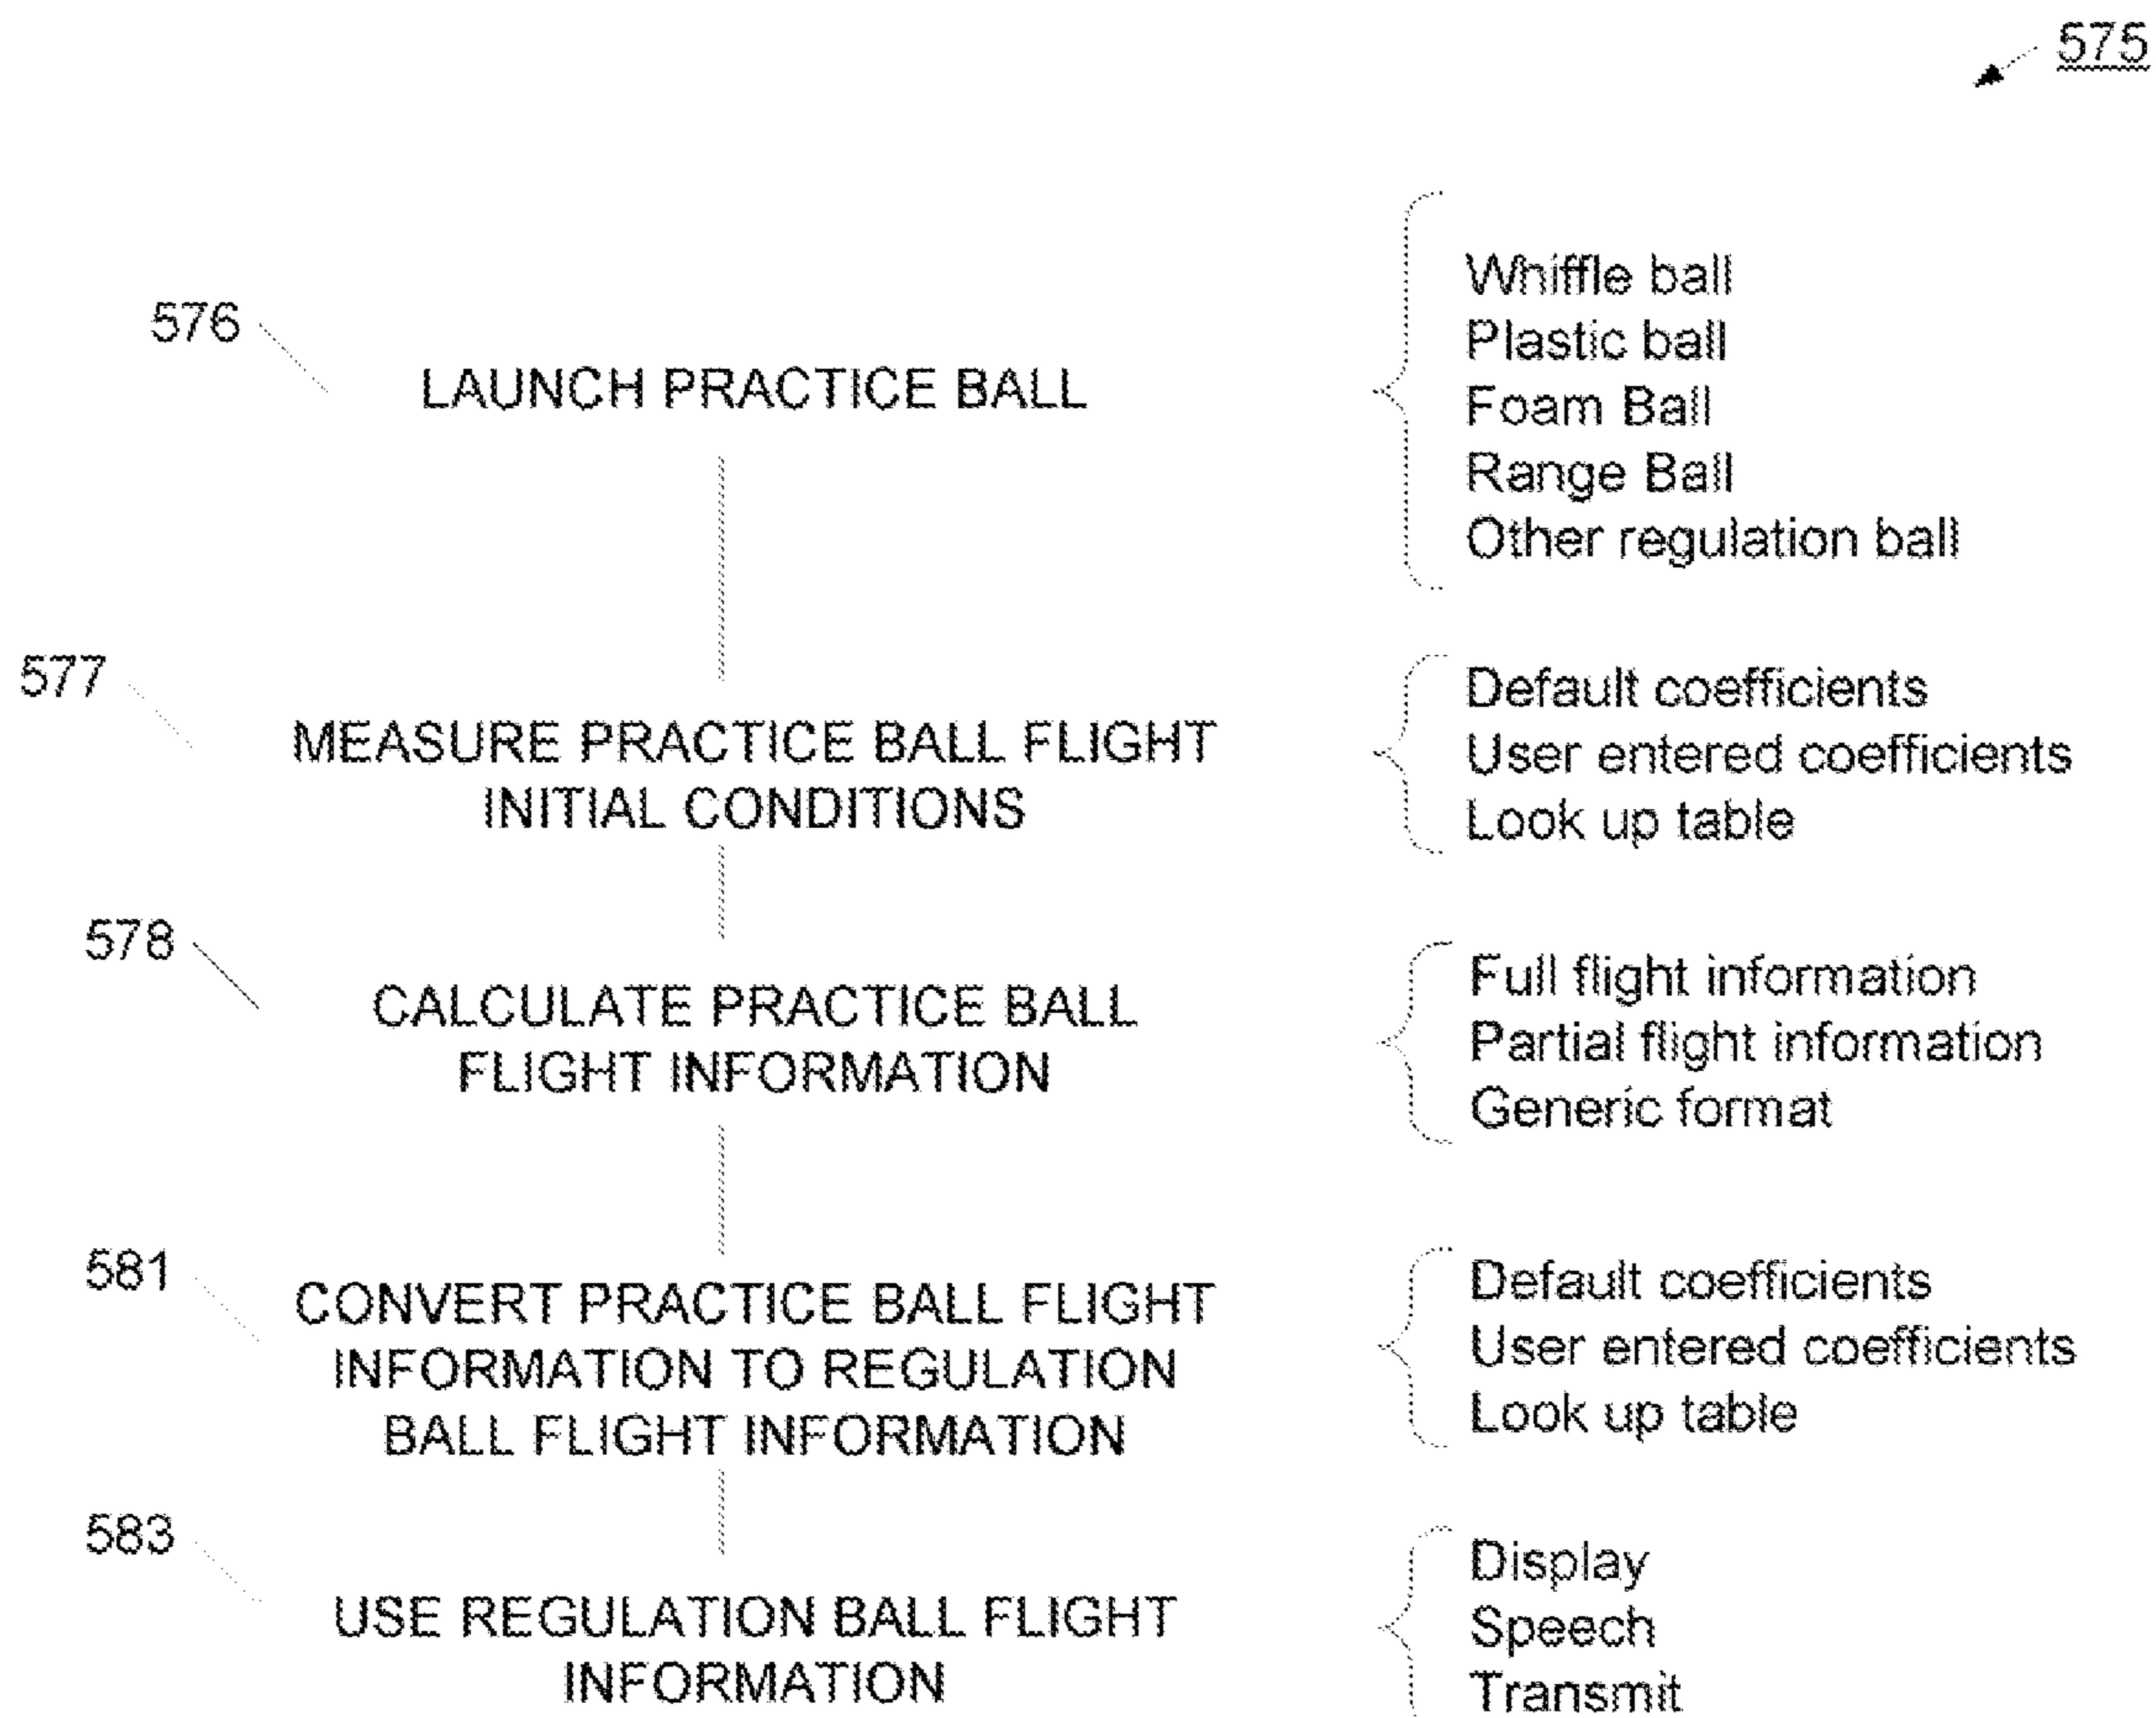 575
576
LAUNCH PRACTICE BALL
Whiffle ball
Plastic ball
Foam Ball
Range Ball
Other regulation ball
577
MEASURE PRACTICE BALL FLIGHT
INITIAL CONDITIONS
Default coefficients
User entered coefficients
Look up table
578
CALCULATE PRACTICE BALL
FLIGHT INFORMATION
Full flight information
Partial flight information
Generic format
581
CONVERT PRACTICE BALL FLIGHT
INFORMATION TO REGULATION
BALL FLIGHT INFORMATION
Default coefficients
User entered coefficients
Look up table
583
USE REGULATION BALL FLIGHT
INFORMATION
Display
Speech
Transmit